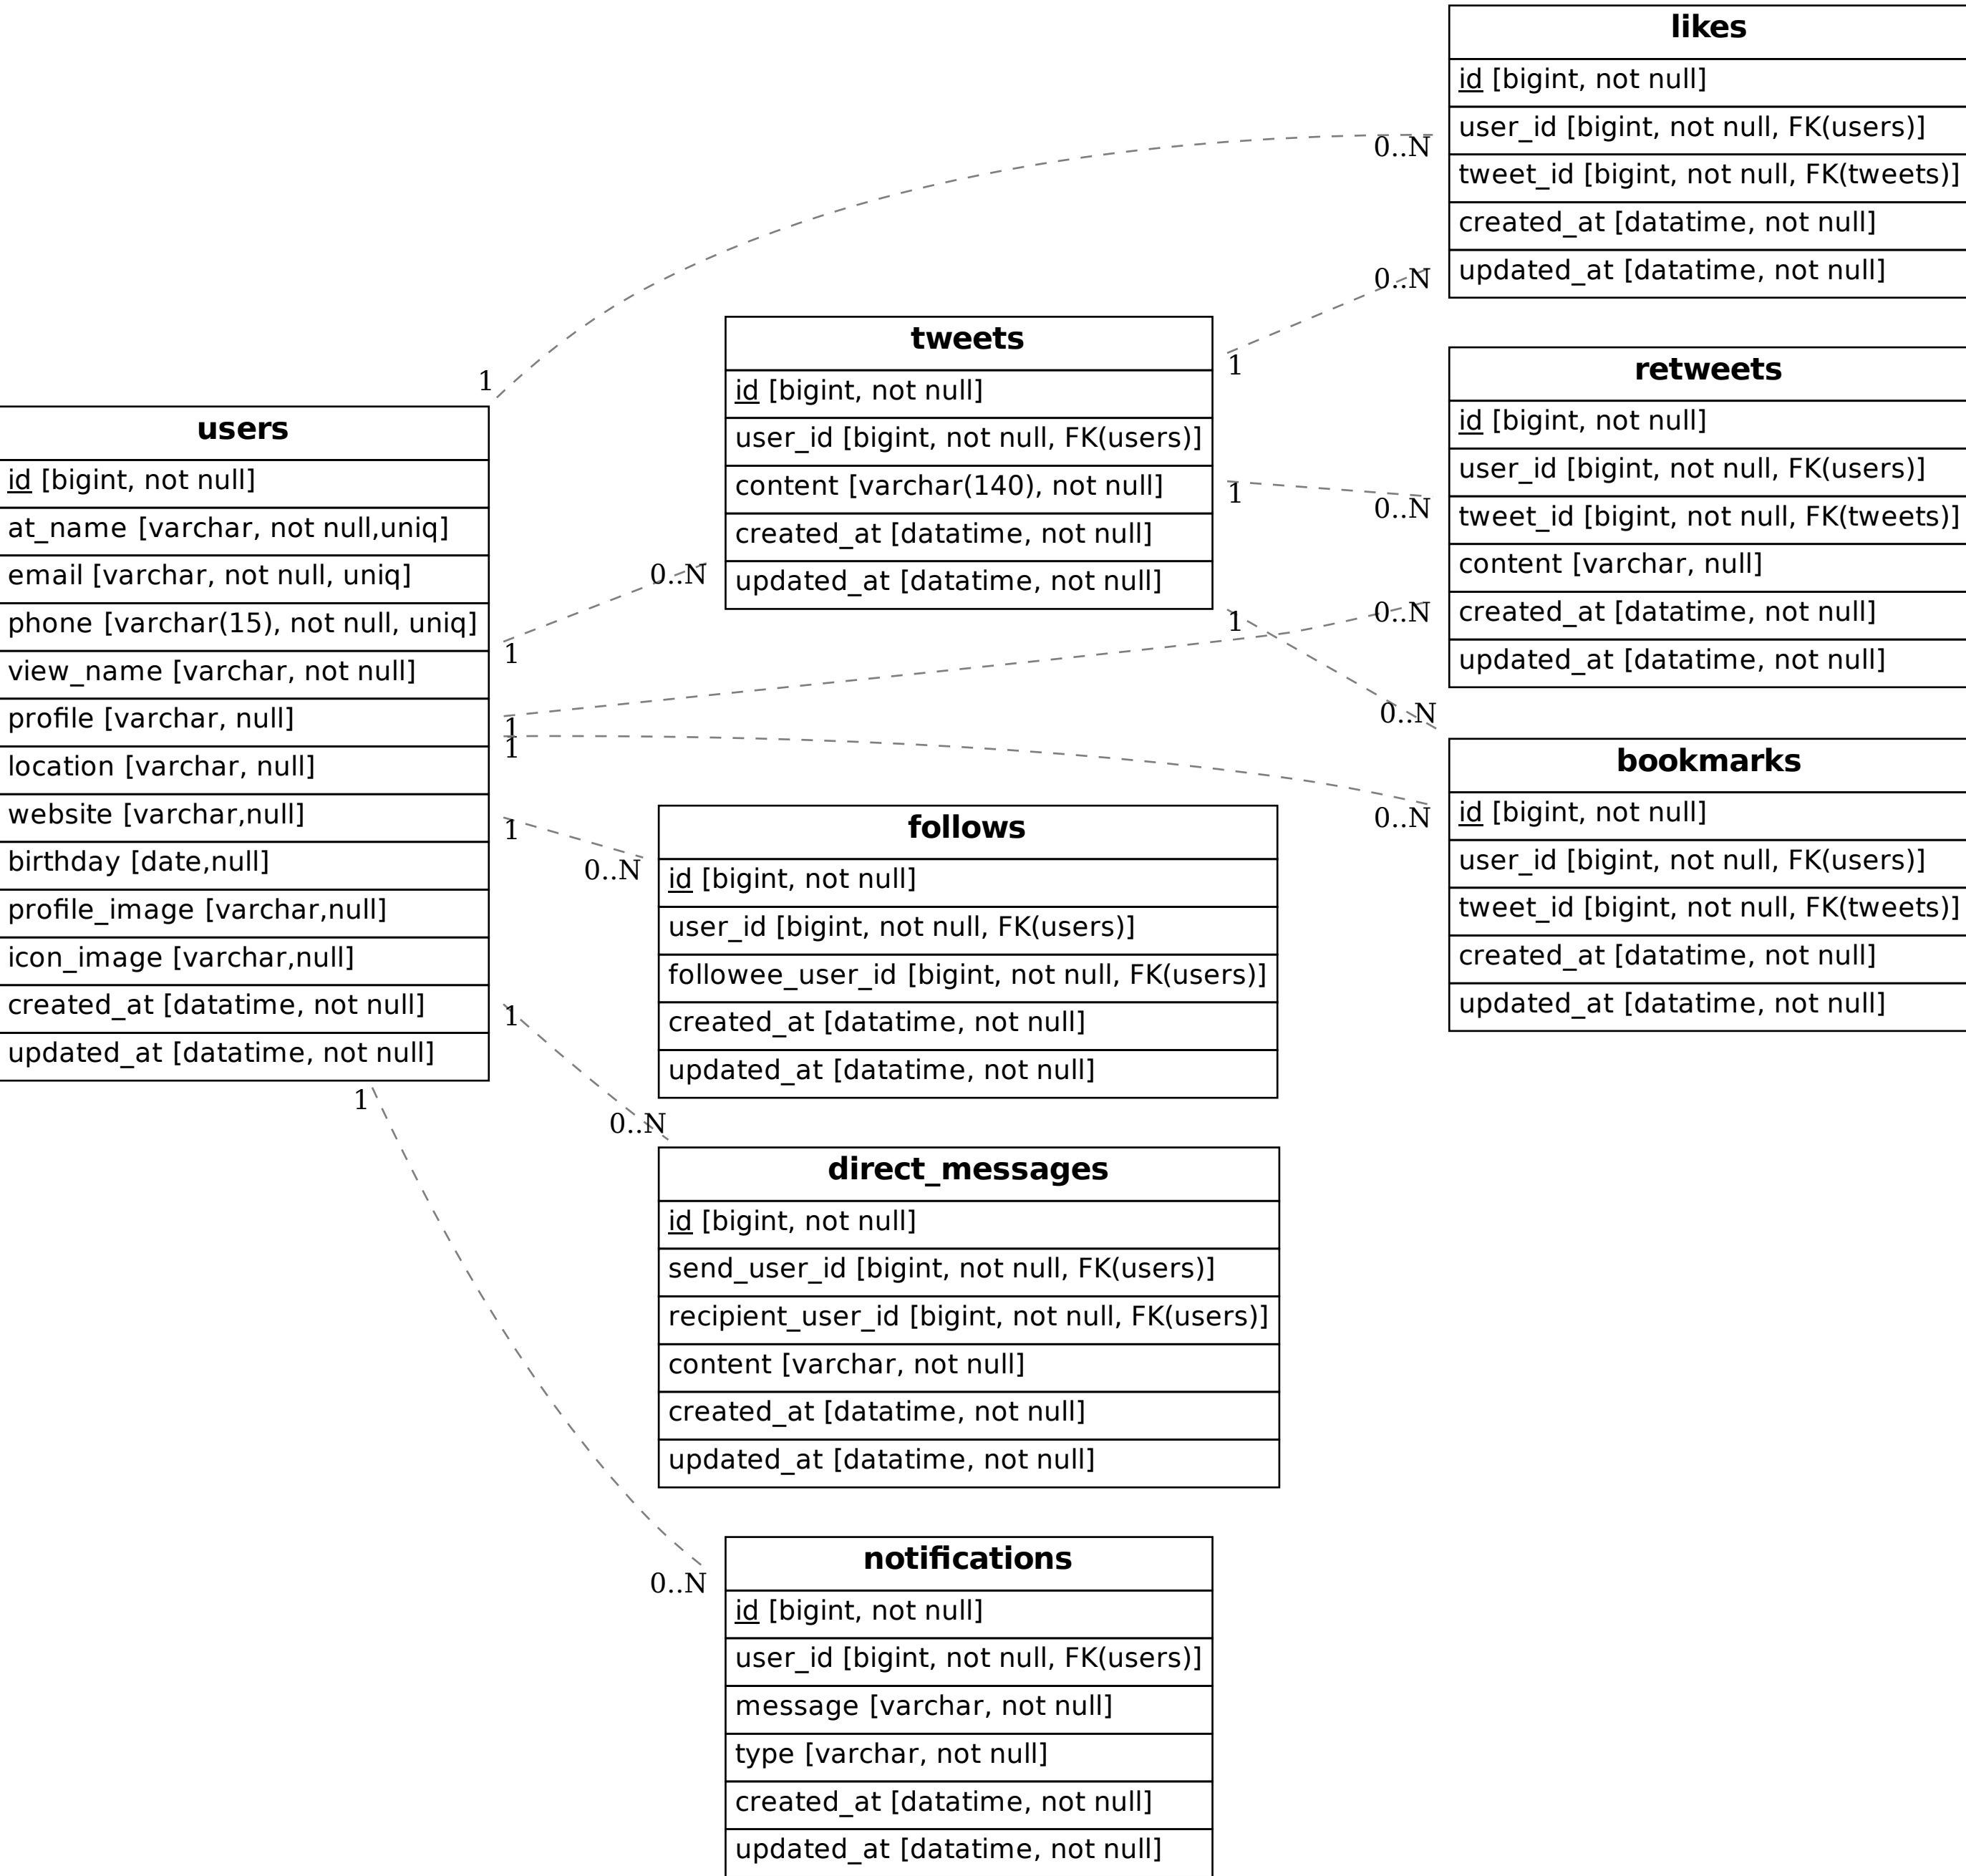 likes
id [bigint, not null]
user_id [bigint, not null, FK(users)]
tweet_id [bigint, not null, FK(tweets)]
created_at [datatime, not null]
updated_at [datatime, not null]
0..N
0..N
tweets
id [bigint, not null]
user_id [bigint, not null, FK(users)]
content [varchar(140), not null]
created_at [datatime, not null]
updated_at [datatime, not null]
1
1
1
0..N
retweets
id [bigint, not null]
user_id [bigint, not null, FK(users)]
tweet_id [bigint, not null, FK(tweets)]
content [varchar, null]
created_at [datatime, not null]
updated_at [datatime, not null]
0..N
0..N
1
users
id [bigint, not null]
at_name [varchar, not null,uniq]
email [varchar, not null, uniq]
phone [varchar(15), not null, uniq]
view_name [varchar, not null]
profile [varchar, null]
location [varchar, null]
website [varchar,null]
birthday [date,null]
profile_image [varchar,null]
icon_image [varchar,null]
created_at [datatime, not null]
updated_at [datatime, not null]
1
1
1
1
1
1
bookmarks
id [bigint, not null]
user_id [bigint, not null, FK(users)]
tweet_id [bigint, not null, FK(tweets)]
created_at [datatime, not null]
updated_at [datatime, not null]
0..N
0..N
follows
id [bigint, not null]
user_id [bigint, not null, FK(users)]
followee_user_id [bigint, not null, FK(users)]
created_at [datatime, not null]
updated_at [datatime, not null]
0..N
direct_messages
id [bigint, not null]
send_user_id [bigint, not null, FK(users)]
recipient_user_id [bigint, not null, FK(users)]
content [varchar, not null]
created_at [datatime, not null]
updated_at [datatime, not null]
0..N
notifications
id [bigint, not null]
user_id [bigint, not null, FK(users)]
message [varchar, not null]
type [varchar, not null]
created_at [datatime, not null]
updated_at [datatime, not null]
0..N